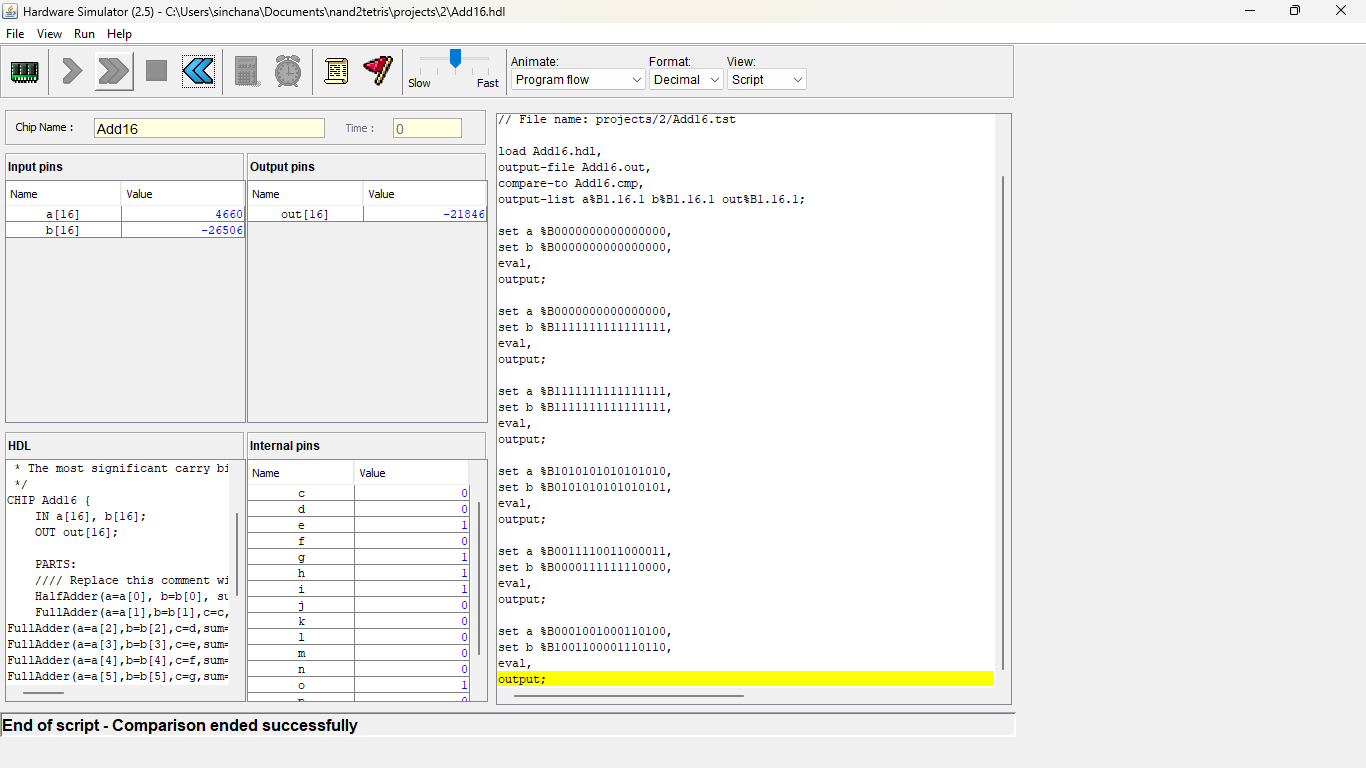 Hardware Simulator (2.5) - C:\Users\sinchana\Documents\nand2tetris\projects\2\Add16.hdl
File View Run Help
Slow Fast
Animate: Format: View:
Program flow Decimal Script
Chip Name : Add16 Time : 0
Input pins
Name Value
a[16] 4660
b[16] -26506
Output pins
Name Value
out[16] -21846
HDL
* The most significant carry bi
*/
CHIP Add16 {
IN a[16], b[16];
OUT out[16];
PARTS:
//// Replace this comment wi
HalfAdder(a=a[0], b=b[0], su
FullAdder(a=a[1],b=b[1],c=c,
FullAdder(a=a[2],b=b[2],c=d,sum=
FullAdder(a=a[3],b=b[3],c=e,sum=
FullAdder(a=a[4],b=b[4],c=f,sum=
FullAdder(a=a[5],b=b[5],c=g,sum=
Internal pins
Name Value
c 0
d 0
e 1
f 0
g 1
h 1
i 1
j 0
k 0
l 0
m 0
n 0
o 1
// File name: projects/2/Add16.tst
load Add16.hdl,
output-file Add16.out,
compare-to Add16.cmp,
output-list a%B1.16.1 b%B1.16.1 out%B1.16.1;
set a %B0000000000000000,
set b %B0000000000000000,
eval,
output;
set a %B0000000000000000,
set b %B1111111111111111,
eval,
output;
set a %B1111111111111111,
set b %B1111111111111111,
eval,
output;
set a %B1010101010101010,
set b %B0101010101010101,
eval,
output;
set a %B0011110011000011,
set b %B0000111111110000,
eval,
output;
set a %B0001001000110100,
set b %B1001100001110110,
eval,
output;
End of script - Comparison ended successfully